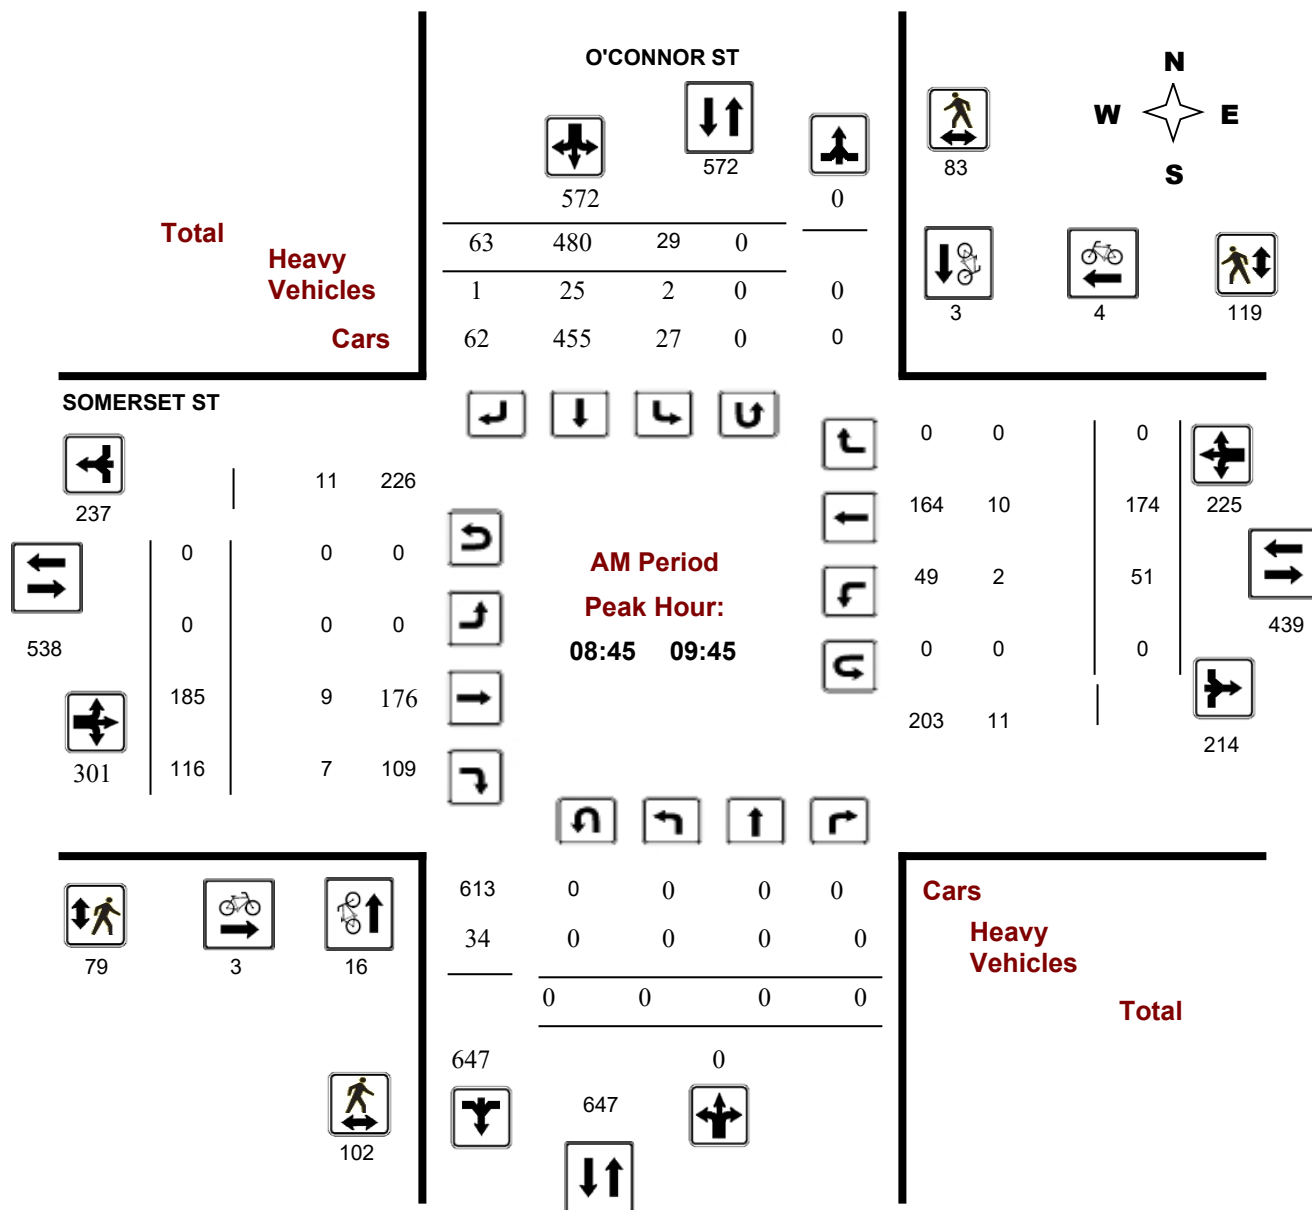 O'CONNOR ST
N
W E
S
572
83
572 0
Total 63 480 29 0
Heavy
Vehicles 1 25 2 0 0
3 4 119
Cars 62 455 27 0 0
SOMERSET ST
0 0 0
11 226
237 164 10 174 225
0 0 0
AM Period
49 2 51
Peak Hour:
0 0 0
439
538 08:45 09:45 0 0 0
185 9 176
203 11
214
301 116 7 109
613 0 0 0 0
Cars
34 0 0 0 0
Heavy
Vehicles
79 3 16
0 0 0 0
Total
647 0
647
102